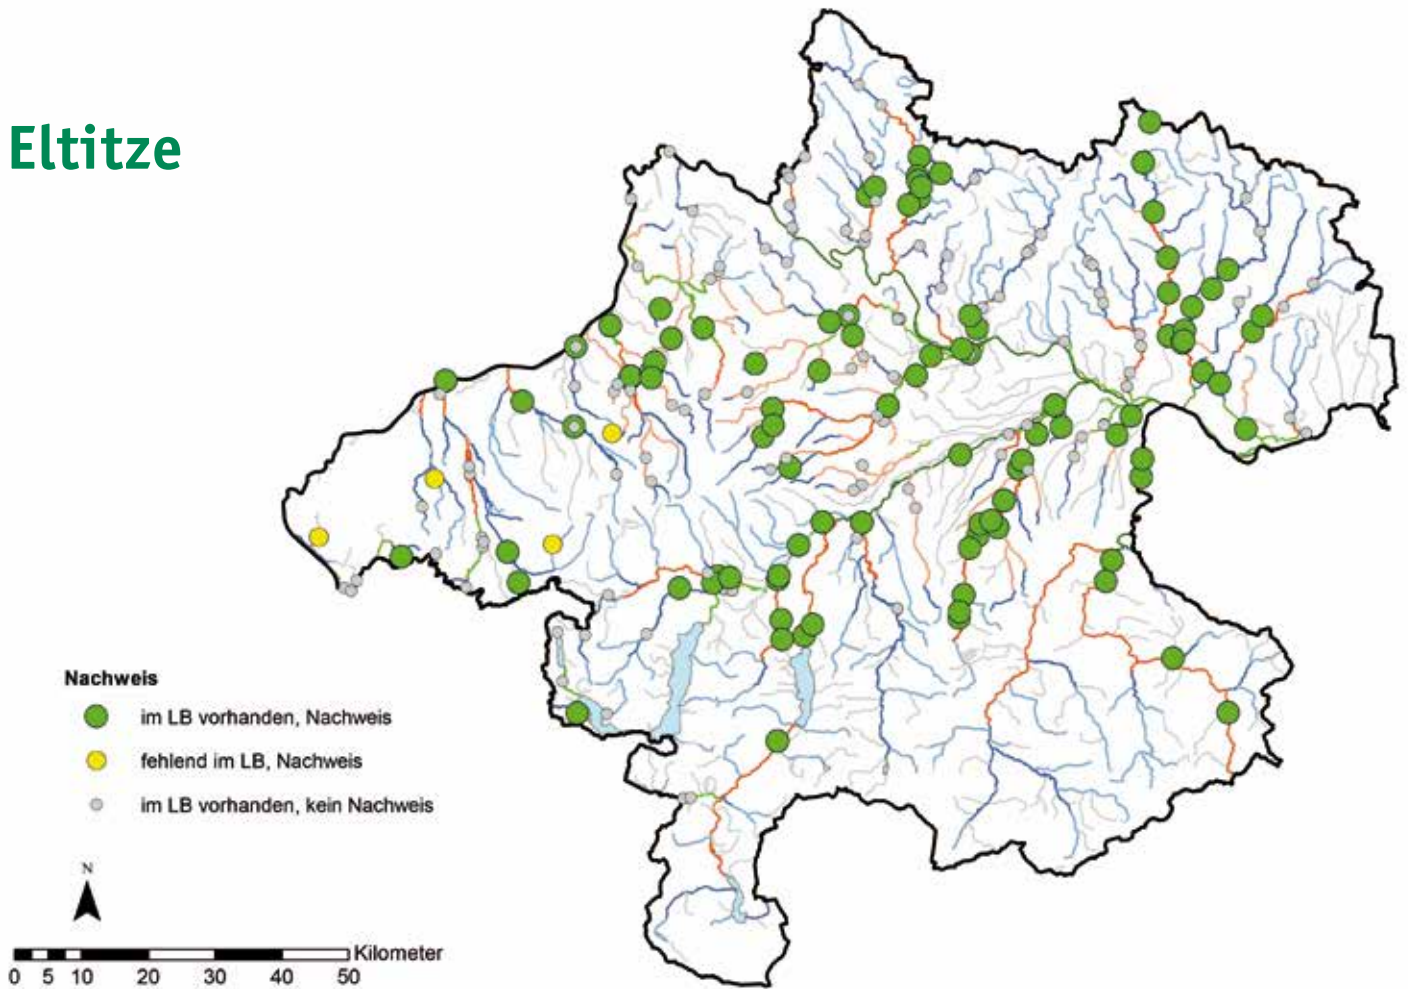 Eltitze
Nachweis
im LB vorhanden, Nachweis
fehlend im LB, Nachweis
im LB vorhanden, kein Nachweis
N
Kilometer
0 5 10 20 30 40 50